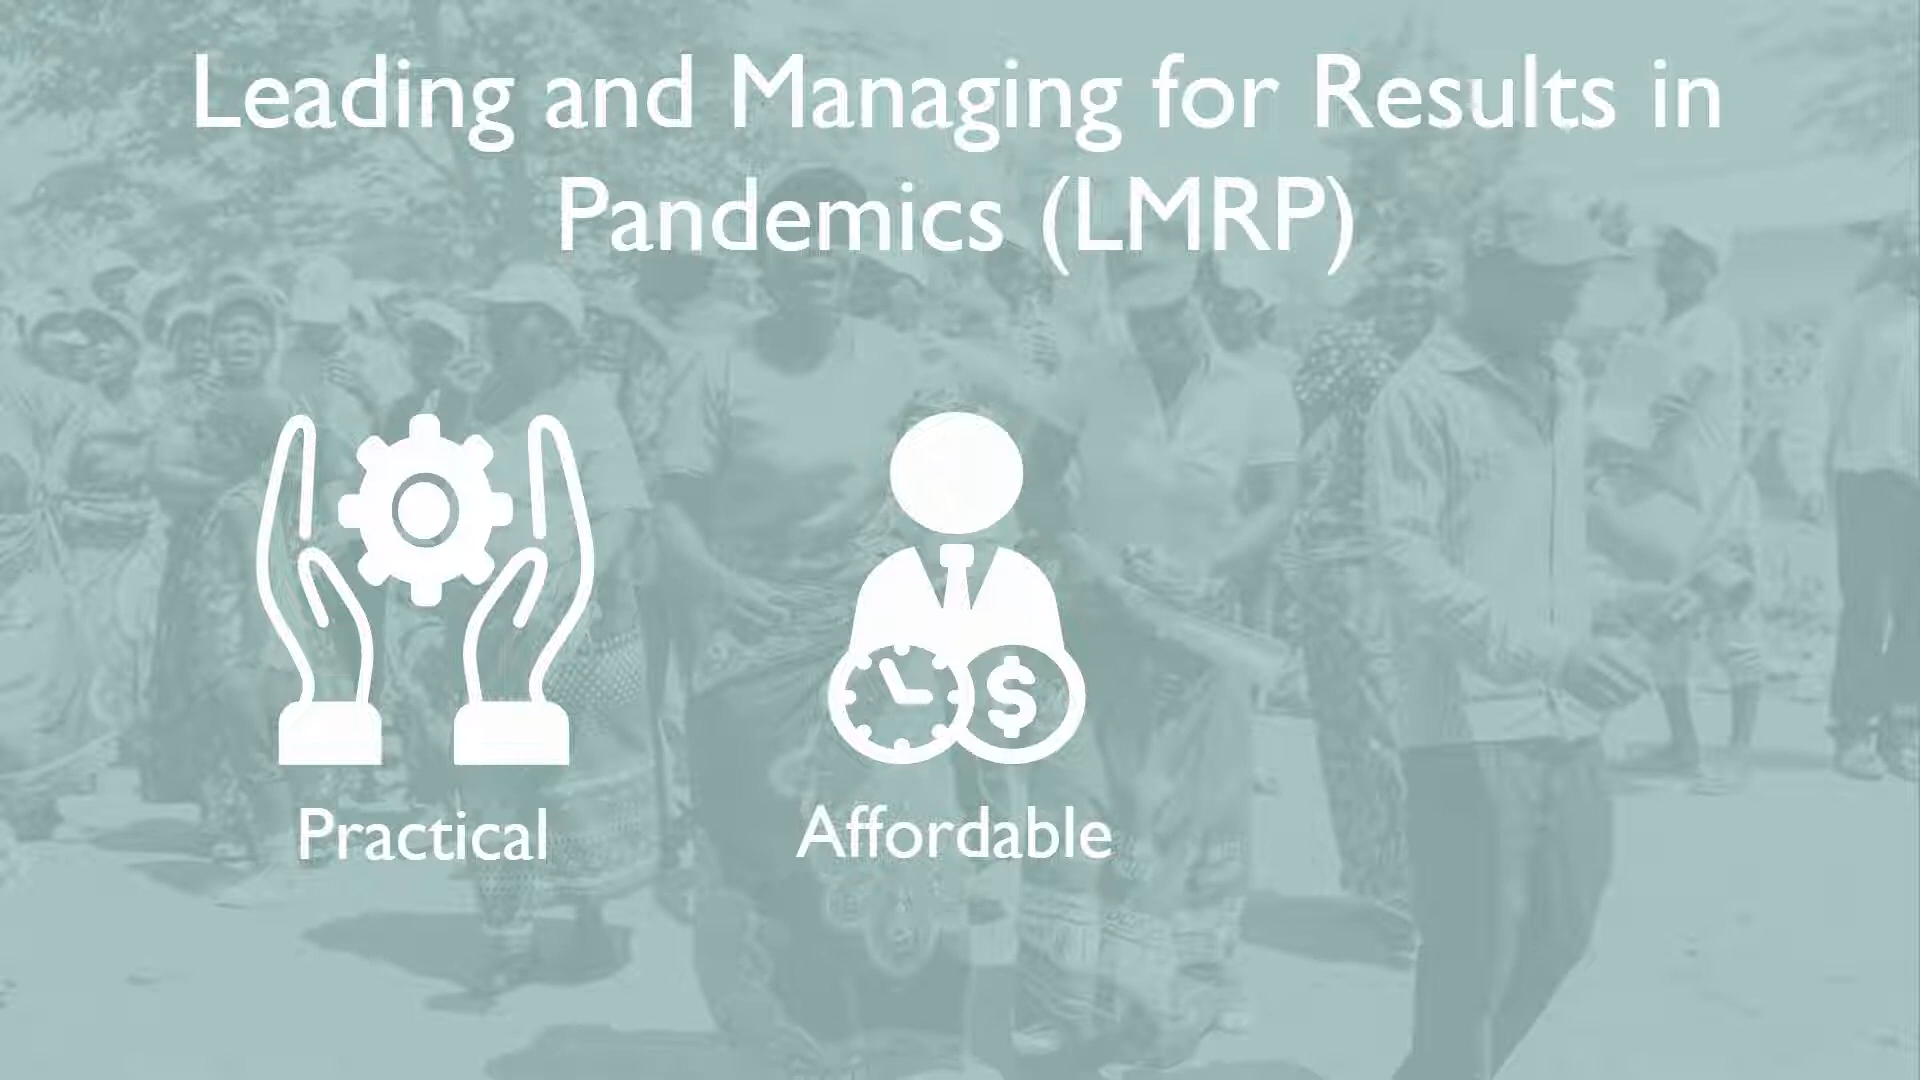 Leading and Managing for Results in
Pandemics (LMRP)
$
Practical
Affordable